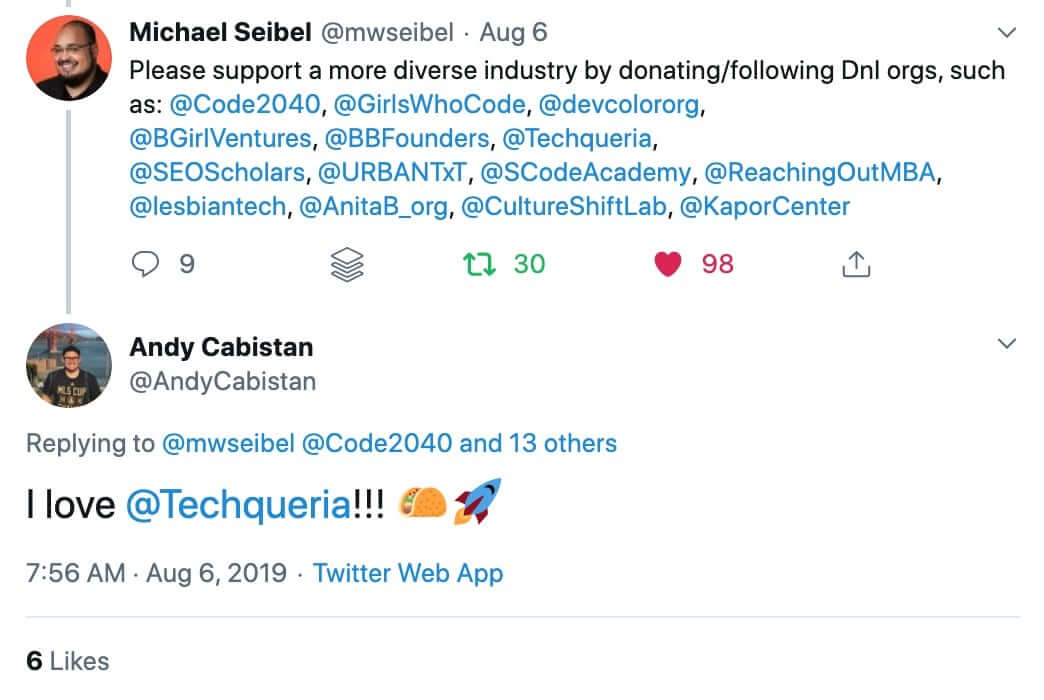 Michael Seibel @mwseibel · Aug 6
Please support a more diverse industry by donating/following DnI orgs, such
as: @Code2040, @GirlsWhoCode, @devcolororg,
@BGirlVentures, @BBFounders, @Techqueria,
@SEOScholars, @URBANTxT, @SCodeAcademy, @ReachingOutMBA,
@lesbiantech, @AnitaB_org, @CultureShiftLab, @KaporCenter
9 30 98
Andy Cabistan
@AndyCabistan
MLS CUP
Replying to @mwseibel @Code2040 and 13 others
I love @Techqueria!!! 🌮🚀
7:56 AM · Aug 6, 2019 · Twitter Web App
6 Likes